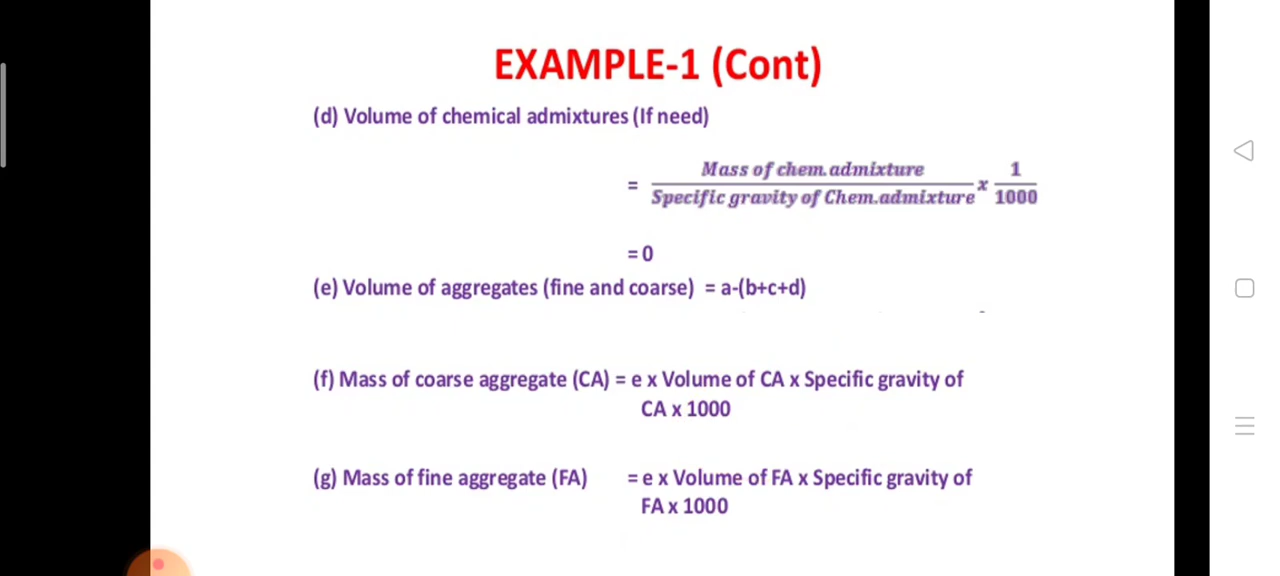 EXAMPLE-1 (Cont)
(d) Volume of chemical admixtures (If need)
= Mass of chem.admixture / Specific gravity of Chem.admixture x 1 / 1000
= 0
(e) Volume of aggregates (fine and coarse) = a-(b+c+d)
(f) Mass of coarse aggregate (CA) = e x Volume of CA x Specific gravity of
CA x 1000
(g) Mass of fine aggregate (FA) = e x Volume of FA x Specific gravity of
FA x 1000